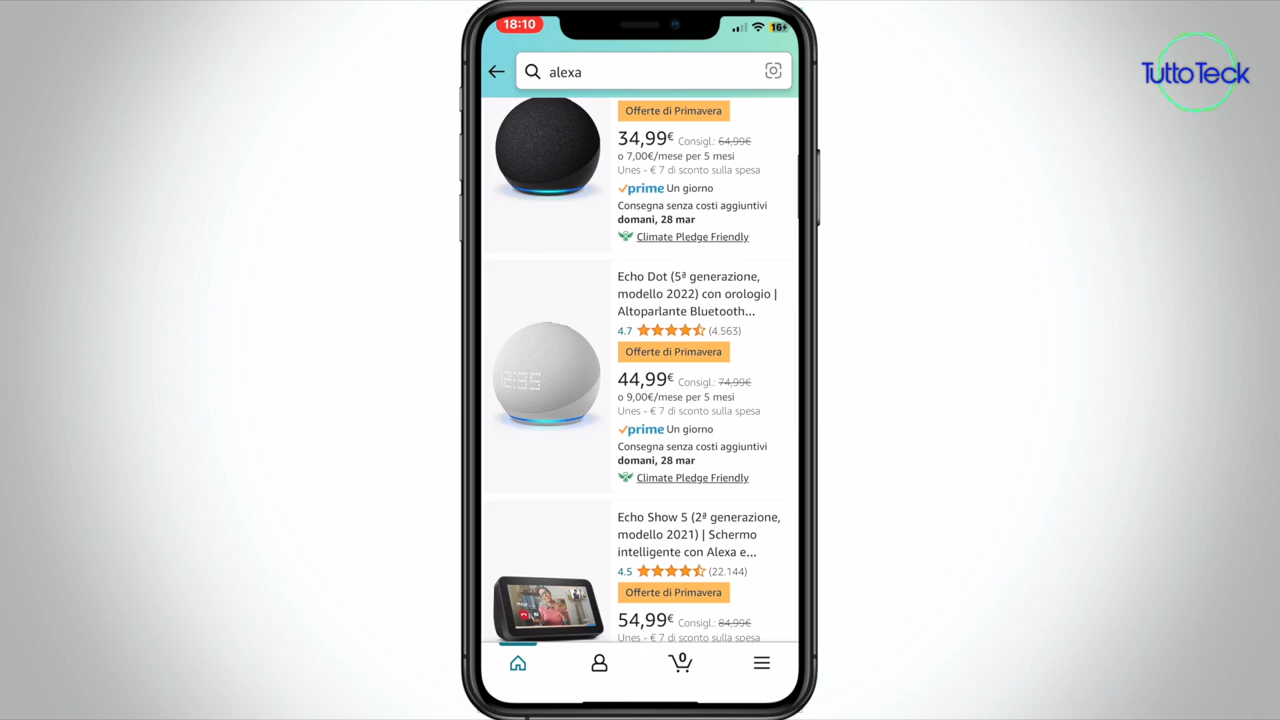 18:10
16+
TuttoTeck
alexa
Offerte di Primavera
34,99€ Consigl.: 64,99€
o 7,00€/mese per 5 mesi
Unes - € 7 di sconto sulla spesa
prime Un giorno
Consegna senza costi aggiuntivi
domani, 28 mar
Climate Pledge Friendly
Echo Dot (5ª generazione,
modello 2022) con orologio |
Altoparlante Bluetooth...
4.7 (4.563)
Offerte di Primavera
44,99€ Consigl.: 74,99€
o 9,00€/mese per 5 mesi
Unes - € 7 di sconto sulla spesa
prime Un giorno
Consegna senza costi aggiuntivi
domani, 28 mar
Climate Pledge Friendly
Echo Show 5 (2ª generazione,
modello 2021) | Schermo
intelligente con Alexa e...
4.5 (22.144)
Offerte di Primavera
54,99€ Consigl.: 84,99€
Unes - € 7 di sconto sulla spesa
0